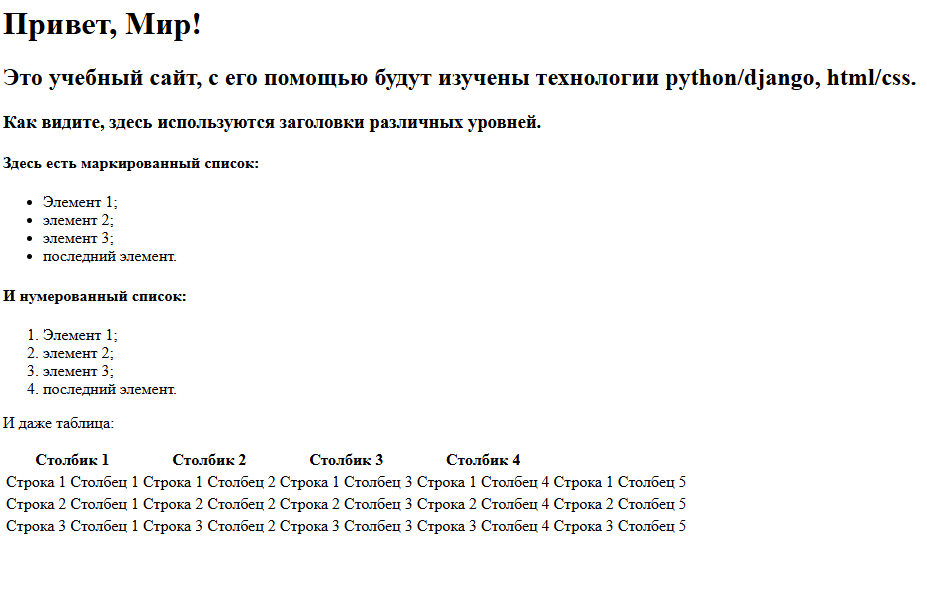 Привет, Мир!
Это учебный сайт, с его помощью будут изучены технологии python/django, html/css.
Как видите, здесь используются заголовки различных уровней.
Здесь есть маркированный список:
• Элемент 1;
• элемент 2;
• элемент 3;
• последний элемент.
И нумерованный список:
1. Элемент 1;
2. элемент 2;
3. элемент 3;
4. последний элемент.
И даже таблица:
Столбик 1 Столбик 2 Столбик 3 Столбик 4
Строка 1 Столбец 1 Строка 1 Столбец 2 Строка 1 Столбец 3 Строка 1 Столбец 4 Строка 1 Столбец 5
Строка 2 Столбец 1 Строка 2 Столбец 2 Строка 2 Столбец 3 Строка 2 Столбец 4 Строка 2 Столбец 5
Строка 3 Столбец 1 Строка 3 Столбец 2 Строка 3 Столбец 3 Строка 3 Столбец 4 Строка 3 Столбец 5